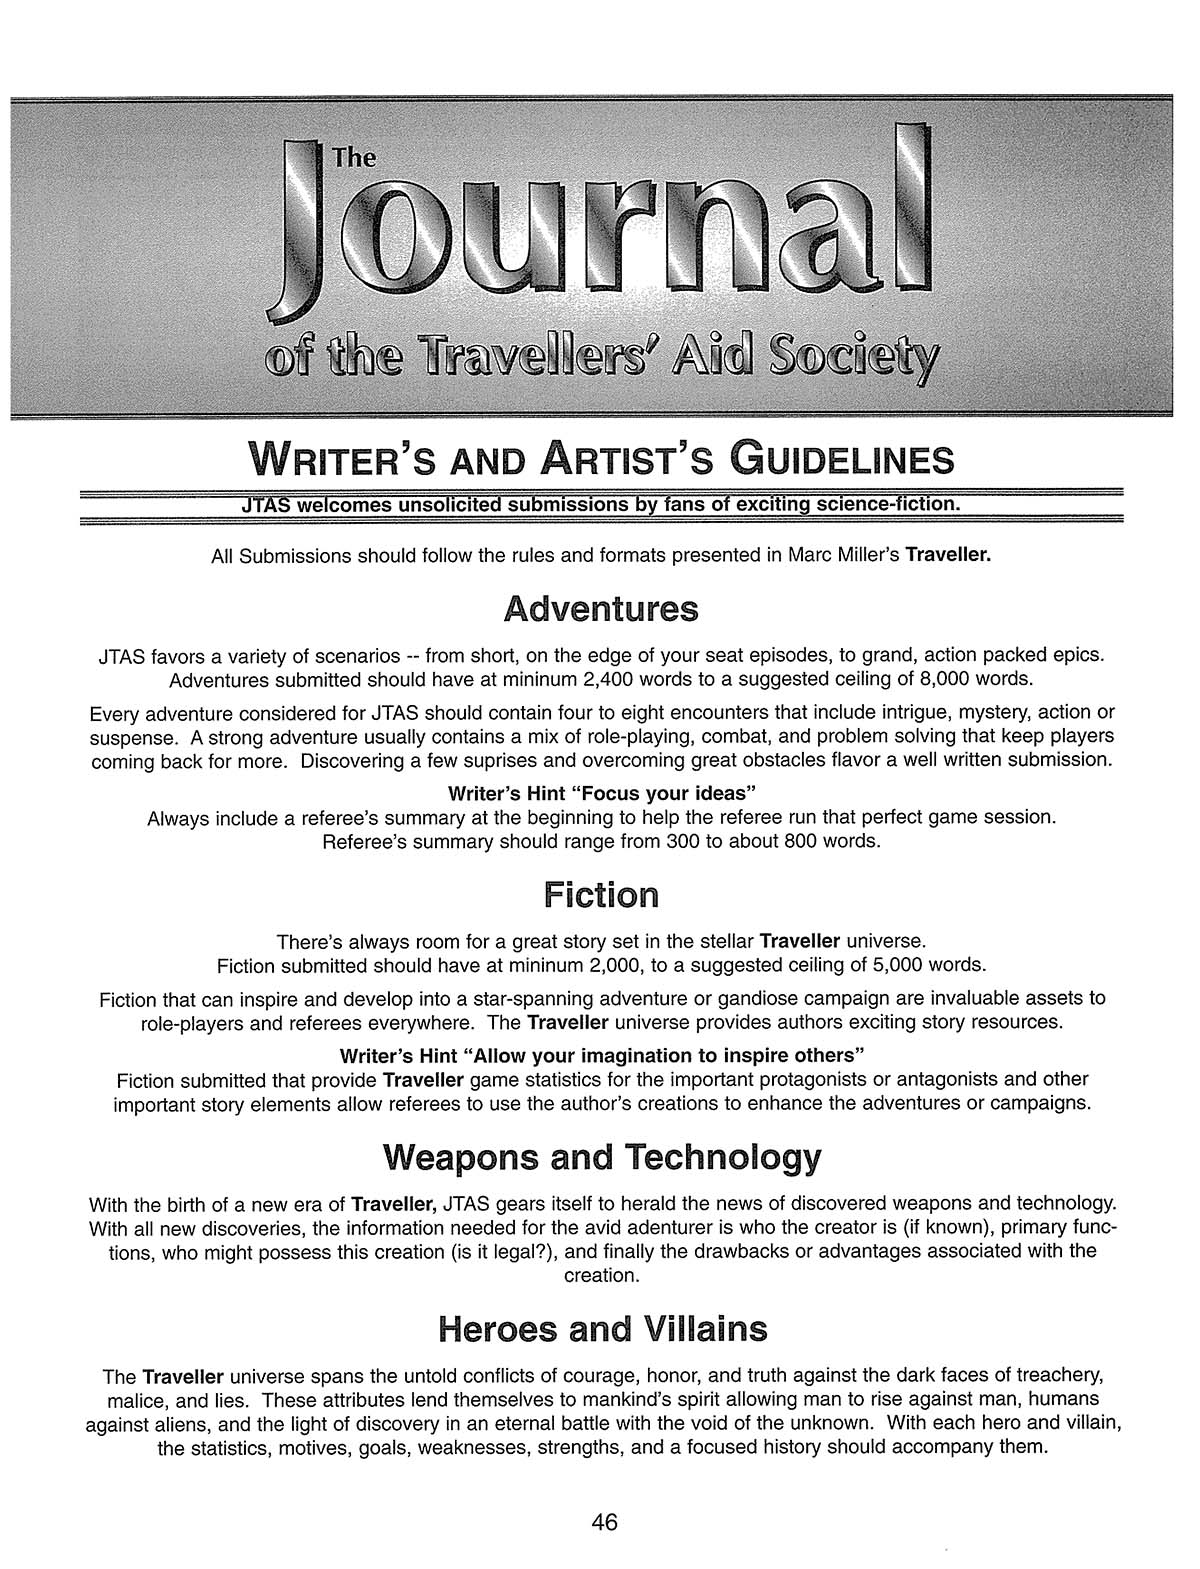 The
Journal
of the Travellers' Aid Society
WRITER'S AND ARTIST'S GUIDELINES
JTAS welcomes unsolicited submissions by fans of exciting science-fiction.
All Submissions should follow the rules and formats presented in Marc Miller's Traveller.
Adventures
JTAS favors a variety of scenarios -- from short, on the edge of your seat episodes, to grand, action packed epics.
Adventures submitted should have at mininum 2,400 words to a suggested ceiling of 8,000 words.
Every adventure considered for JTAS should contain four to eight encounters that include intrigue, mystery, action or
suspense. A strong adventure usually contains a mix of role-playing, combat, and problem solving that keep players
coming back for more. Discovering a few suprises and overcoming great obstacles flavor a well written submission.
Writer's Hint “Focus your ideas”
Always include a referee's summary at the beginning to help the referee run that perfect game session.
Referee's summary should range from 300 to about 800 words.
Fiction
There's always room for a great story set in the stellar Traveller universe.
Fiction submitted should have at mininum 2,000, to a suggested ceiling of 5,000 words.
Fiction that can inspire and develop into a star-spanning adventure or gandiose campaign are invaluable assets to
role-players and referees everywhere. The Traveller universe provides authors exciting story resources.
Writer's Hint “Allow your imagination to inspire others”
Fiction submitted that provide Traveller game statistics for the important protagonists or antagonists and other
important story elements allow referees to use the author's creations to enhance the adventures or campaigns.
Weapons and Technology
With the birth of a new era of Traveller, JTAS gears itself to herald the news of discovered weapons and technology.
With all new discoveries, the information needed for the avid adenturer is who the creator is (if known), primary func-
tions, who might possess this creation (is it legal?), and finally the drawbacks or advantages associated with the
creation.
Heroes and Villains
The Traveller universe spans the untold conflicts of courage, honor, and truth against the dark faces of treachery,
malice, and lies. These attributes lend themselves to mankind's spirit allowing man to rise against man, humans
against aliens, and the light of discovery in an eternal battle with the void of the unknown. With each hero and villain,
the statistics, motives, goals, weaknesses, strengths, and a focused history should accompany them.
46